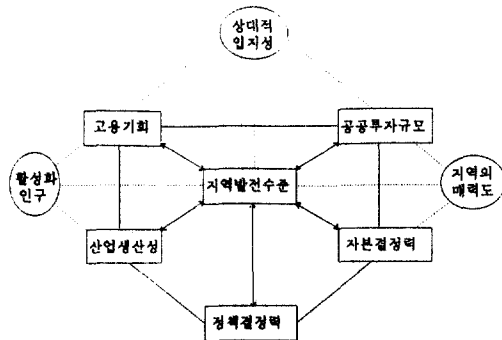 상대적
입지성
고용기회
공공투자규모
활성화
인구
지역발전수준
지역의
매력도
산업생산성
자본결정력
정책결정력